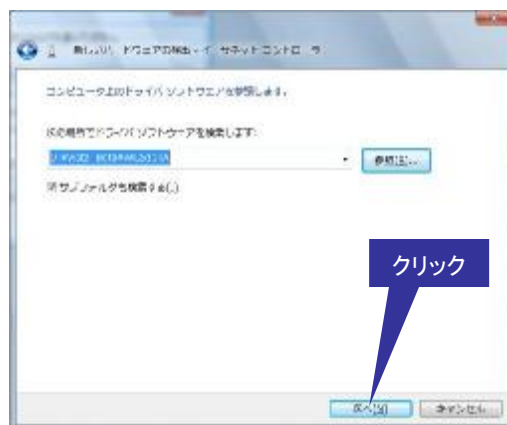 コンピュータ上のドライバ ソフトウェアを参照します。
次の場所でドライバ ソフトウェアを検索します:
参照(R)...
サブフォルダも検索する(I)
クリック
次へ(N)
キャンセル